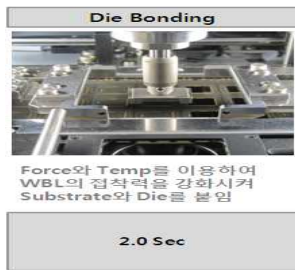 Die Bonding
Force와 Temp를 이용하여
WBL의 접착력을 강화시켜
Substrate와 Die를 붙임
2.0 Sec